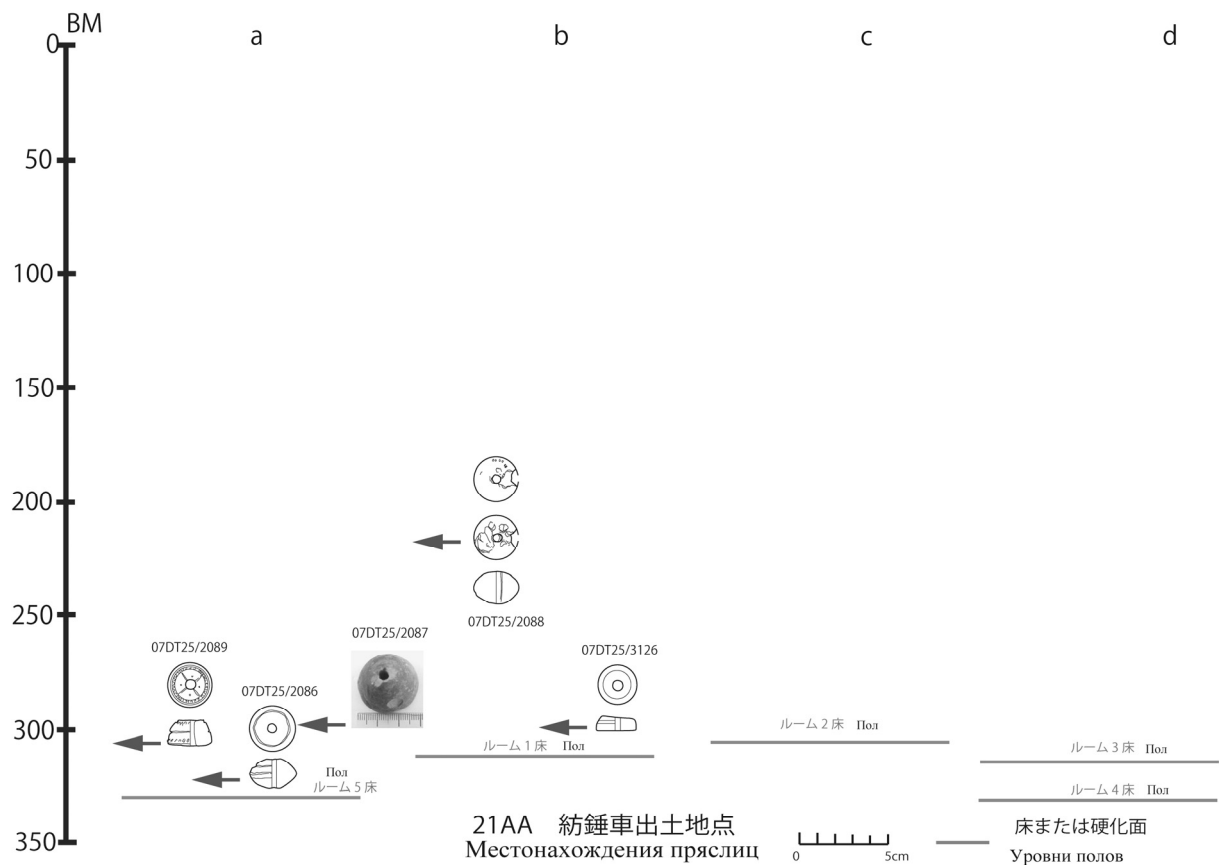 BM
a
b
c
d
0
50
100
150
200
250
300
350
07DT25/2088
07DT25/2087
07DT25/2089
07DT25/3126
07DT25/2086
ルーム 1 床 Пол
ルーム 2 床 Пол
ルーム 3 床 Пол
Пол
ルーム 5 床
ルーム 4 床 Пол
21AA 紡錘車出土地点
Местонахождения пряслиц
0 5cm
床または硬化面
Уровни полов